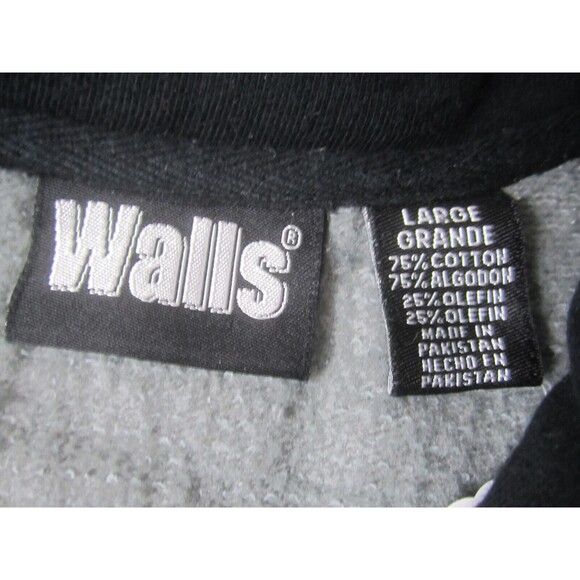 Walls®
LARGE
GRANDE
75% COTTON
75% ALGODON
25% OLEFIN
25% OLEFIN
MADE IN
PAKISTAN
HECHO EN
PAKISTAN